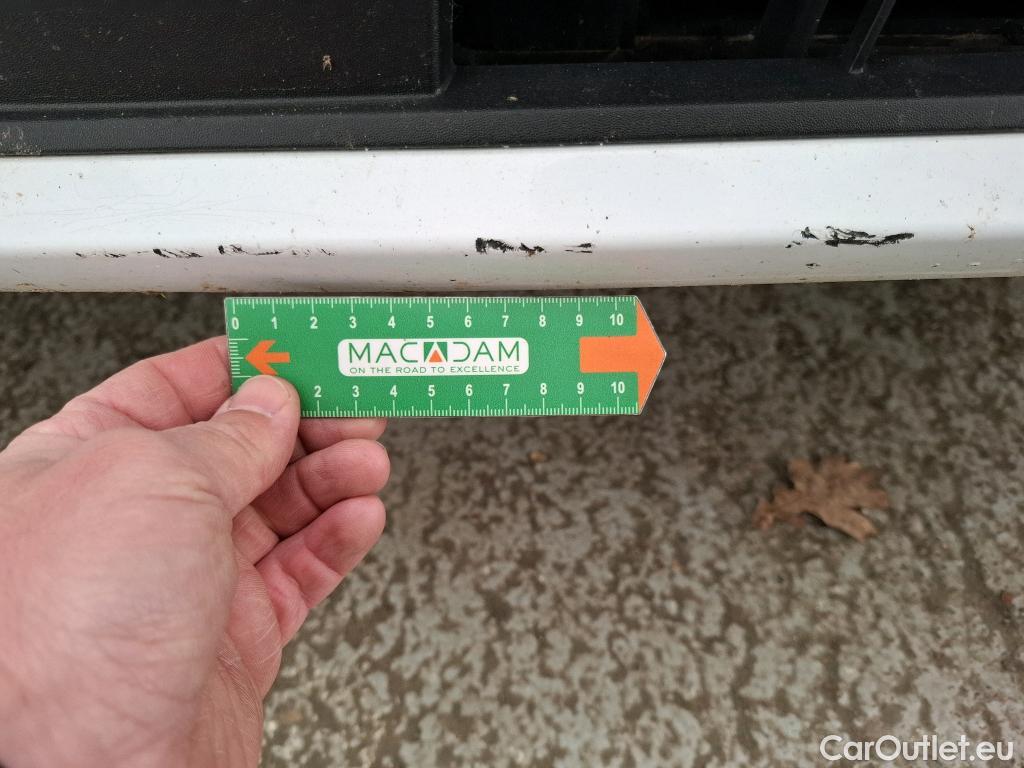 0 1 2 3 4 5 6 7 8 9 10
MACADAM
ON THE ROAD TO EXCELLENCE
2 3 4 5 6 7 8 9 10
CarOutlet.eu